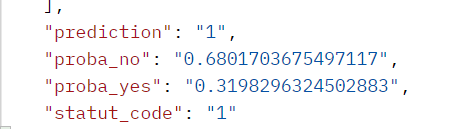 ],
"prediction": "1",
"proba_no": "0.6801703675497117",
"proba_yes": "0.3198296324502883",
"statut_code": "1"